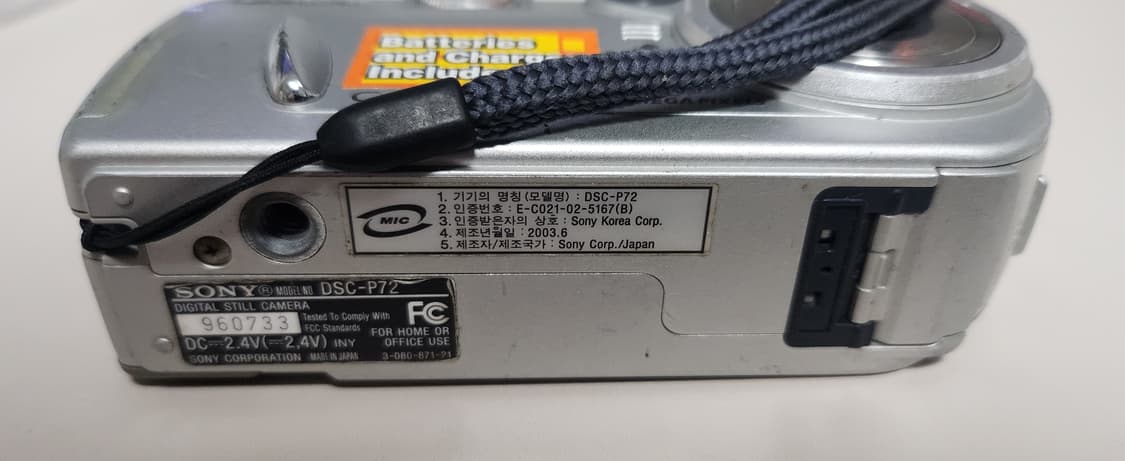 Batteries
and
MIC
1. 기기의 명칭(모델명) : DSC-P72
2. 인증번호 : E-C021-02-5167(B)
3. 인증받은자의 상호 : Sony Korea Corp.
4. 제조년월일 : 2003.6
5. 제조자/제조국가 : Sony Corp./Japan
SONY® MODEL NO DSC-P72
DIGITAL STILL CAMERA
960733
Tested To Comply With
FCC Standards
FC
FOR HOME OR
OFFICE USE
DC⎓2.4V(⎓2,4V) INY
SONY CORPORATION MADE IN JAPAN 3-080-871-21